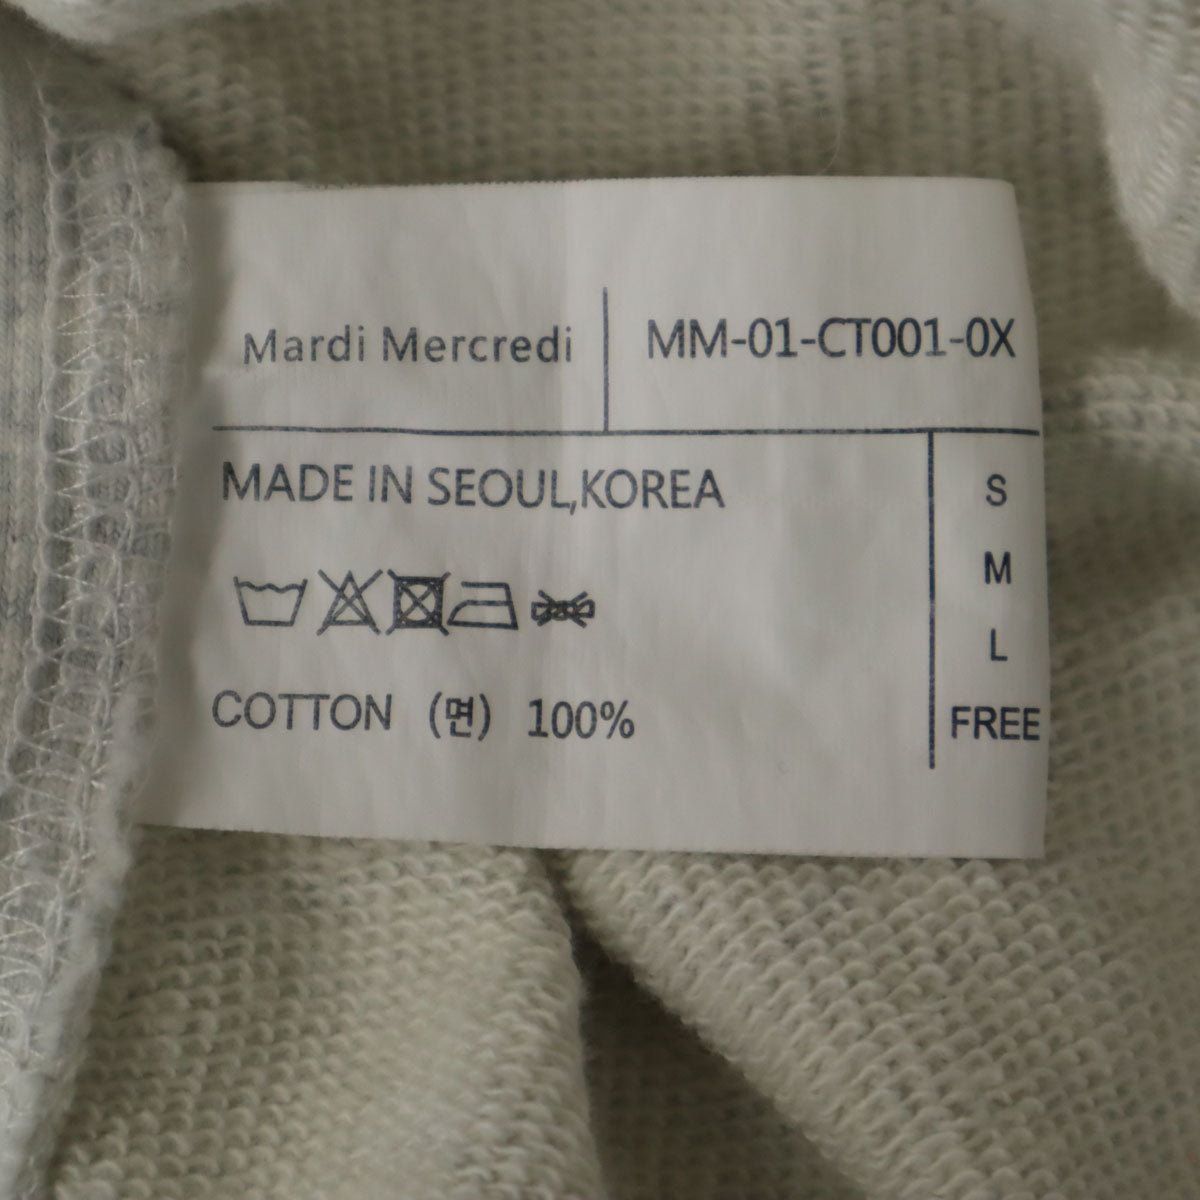 Mardi Mercredi
MM-01-CT001-0X
MADE IN SEOUL,KOREA
COTTON (면) 100%
S
M
L
FREE